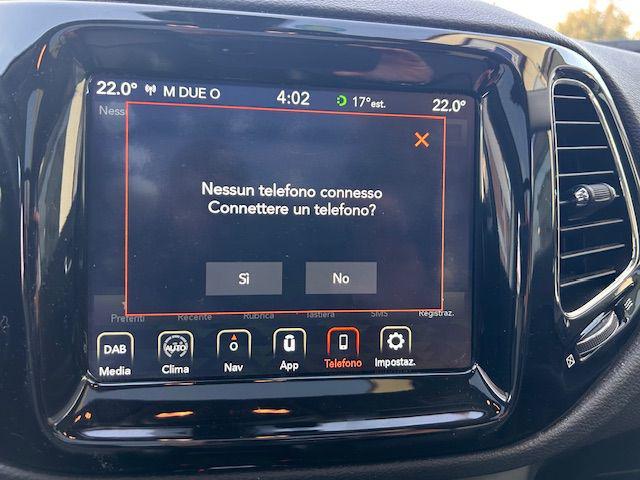 22.0° M DUE O 4:02 17°est. 22.0°
Ness
Nessun telefono connesso
Connettere un telefono?
Sì No
Preferiti Recente Rubrica Tastiera SMS Registraz.
DAB AUTO
Media Clima Nav App Telefono Impostaz.